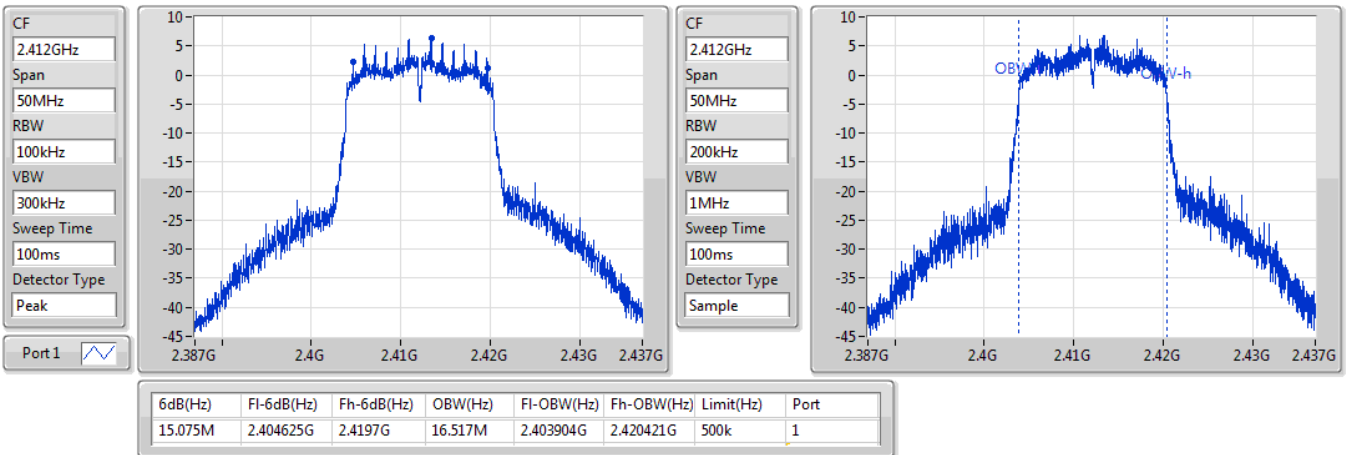 CF
2.412GHz
Span
50MHz
RBW
100kHz
VBW
300kHz
Sweep Time
100ms
Detector Type
Peak
Port 1
10
5
0
-5
-10
-15
-20
-25
-30
-35
-40
-45
2.387G 2.4G 2.41G 2.42G 2.43G 2.437G
CF
2.412GHz
Span
50MHz
RBW
200kHz
VBW
1MHz
Sweep Time
100ms
Detector Type
Sample
10
5
0
-5
-10
-15
-20
-25
-30
-35
-40
-45
OBW-h
2.387G 2.4G 2.41G 2.42G 2.43G 2.437G
6dB(Hz) Fl-6dB(Hz) Fh-6dB(Hz) OBW(Hz) Fl-OBW(Hz) Fh-OBW(Hz) Limit(Hz) Port
15.075M 2.404625G 2.4197G 16.517M 2.403904G 2.420421G 500k 1